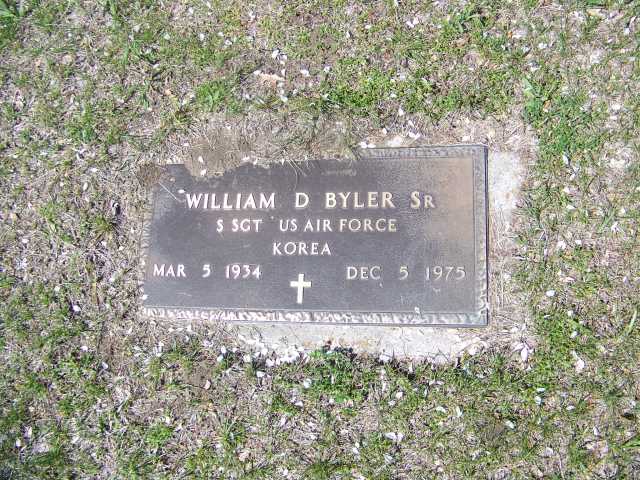 WILLIAM D BYLER SR
S SGT US AIR FORCE
KOREA
MAR 5 1934 DEC 5 1975